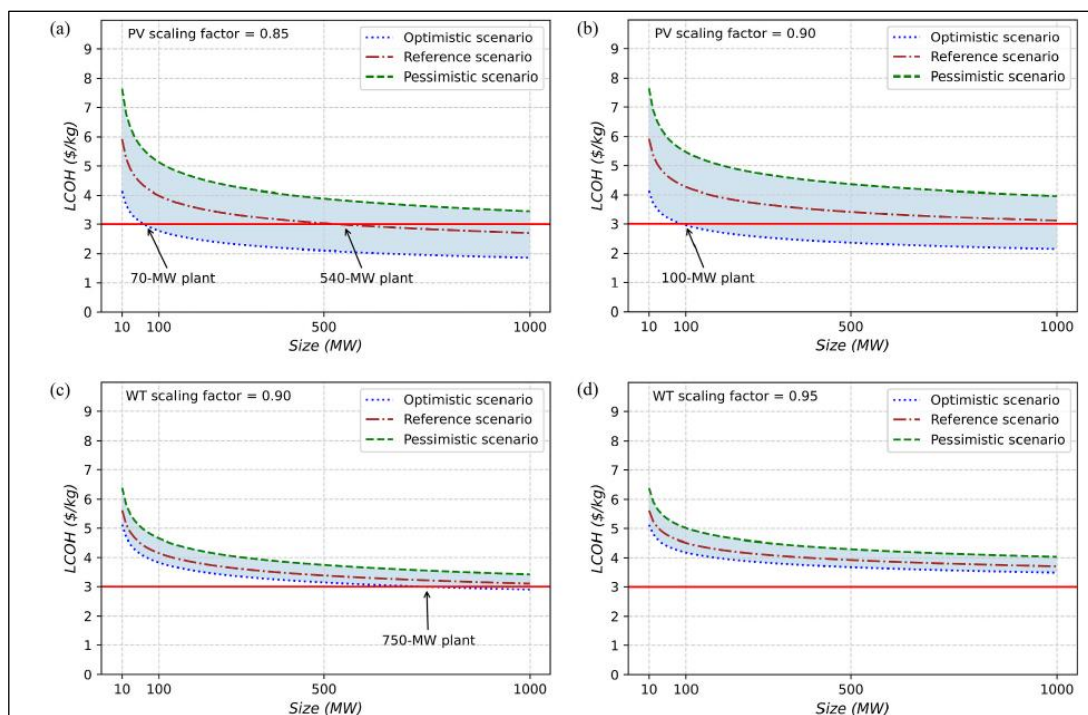 (a)
PV scaling factor = 0.85
Optimistic scenario
Reference scenario
Pessimistic scenario
9
8
7
6
5
4
3
2
1
0
LCOH ($/kg)
70-MW plant
540-MW plant
10
100
500
1000
Size (MW)
(b)
PV scaling factor = 0.90
Optimistic scenario
Reference scenario
Pessimistic scenario
9
8
7
6
5
4
3
2
1
0
LCOH ($/kg)
100-MW plant
10
100
500
1000
Size (MW)
(c)
WT scaling factor = 0.90
Optimistic scenario
Reference scenario
Pessimistic scenario
9
8
7
6
5
4
3
2
1
0
LCOH ($/kg)
750-MW plant
10
100
500
1000
Size (MW)
(d)
WT scaling factor = 0.95
Optimistic scenario
Reference scenario
Pessimistic scenario
9
8
7
6
5
4
3
2
1
0
LCOH ($/kg)
10
100
500
1000
Size (MW)